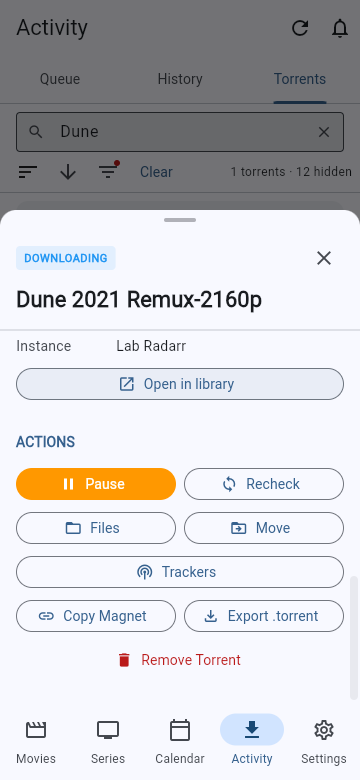 Activity
Queue
History
Torrents
Dune
Clear
1 torrents · 12 hidden
DOWNLOADING
Dune 2021 Remux-2160p
Instance
Lab Radarr
Open in library
ACTIONS
Pause
Recheck
Files
Move
Trackers
Copy Magnet
Export .torrent
Remove Torrent
Movies
Series
Calendar
Activity
Settings